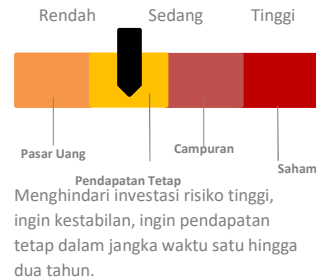 Rendah Sedang Tinggi
Pasar Uang
Pendapatan Tetap
Campuran
Saham
Menghindari investasi risiko tinggi,
ingin kestabilan, ingin pendapatan
tetap dalam jangka waktu satu hingga
dua tahun.